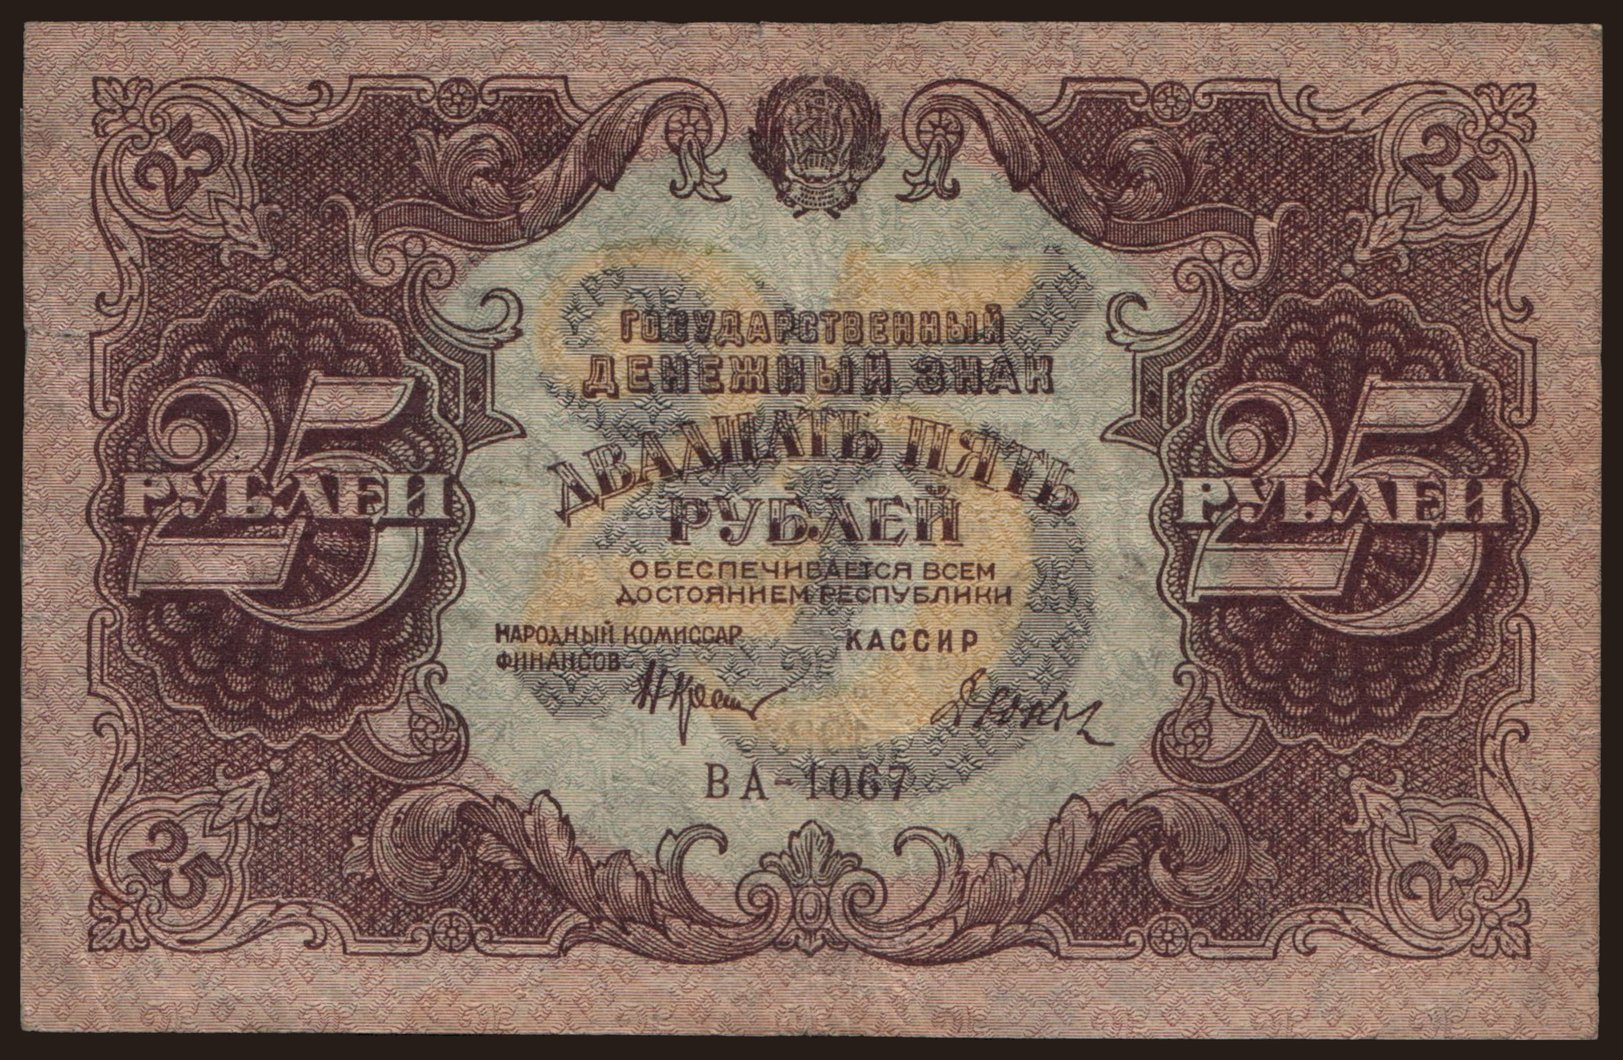 25
25
ГОСУДАРСТВЕННЫЙ
ДЕНЕЖНЫЙ ЗНАК
ДВАДЦАТЬ ПЯТЬ
РУБЛЕЙ
25
РУБЛЕЙ
25
РУБЛЕЙ
ОБЕСПЕЧИВАЕТСЯ ВСЕМ
ДОСТОЯНИЕМ РЕСПУБЛИКИ
НАРОДНЫЙ КОМИССАР
ФИНАНСОВ
КАССИР
ВА-1067
25
25